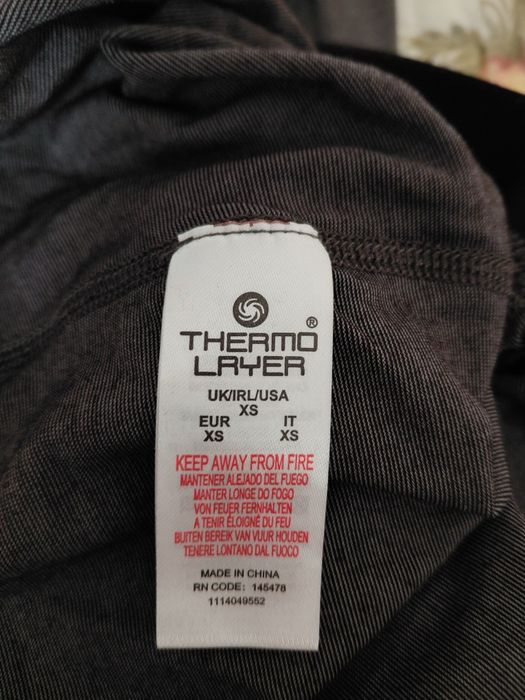 THERMO®
LAYER
UK/IRL/USA
XS
EUR IT
XS XS
KEEP AWAY FROM FIRE
MANTENER ALEJADO DEL FUEGO
MANTER LONGE DO FOGO
VON FEUER FERNHALTEN
A TENIR ÉLOIGNÉ DU FEU
BUITEN BEREIK VAN VUUR HOUDEN
TENERE LONTANO DAL FUOCO
MADE IN CHINA
RN CODE: 145478
1114049552